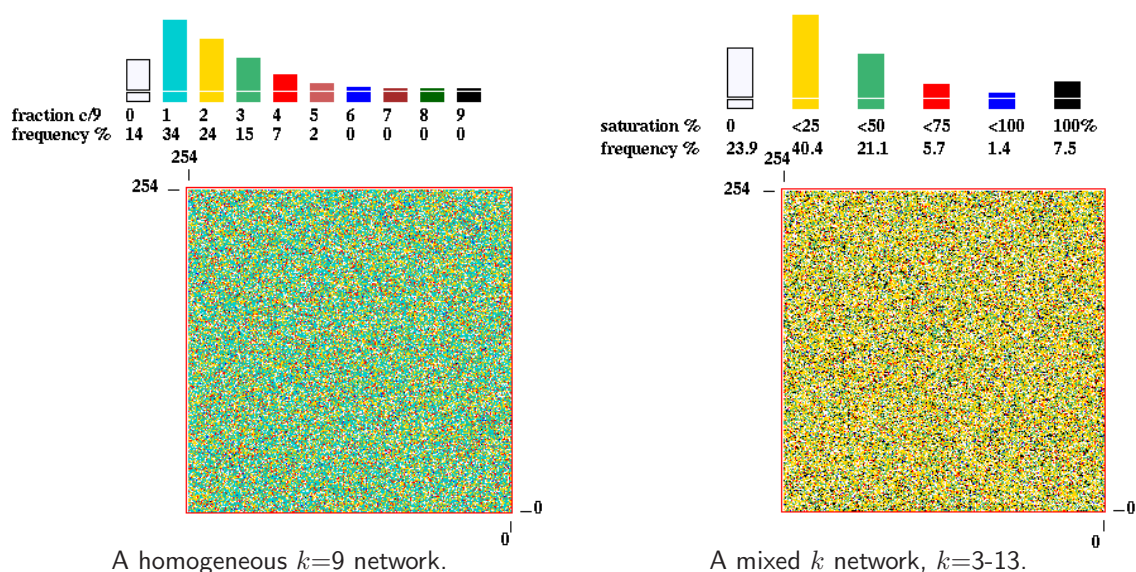 fraction c/9 0 1 2 3 4 5 6 7 8 9
frequency % 14 34 24 15 7 2 0 0 0 0
254
254
0
0
A homogeneous k=9 network.
saturation % 0 <25 <50 <75 <100 100%
frequency % 23.9 40.4 21.1 5.7 1.4 7.5
254
254
0
0
A mixed k network, k=3-13.